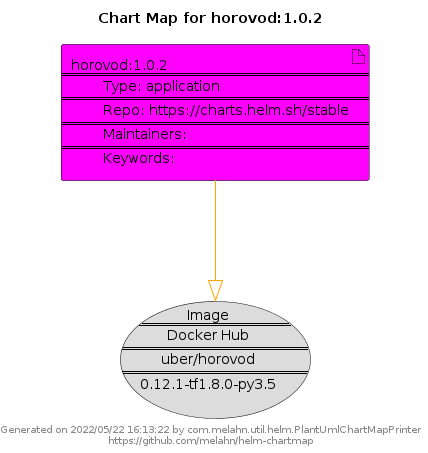 Chart Map for horovod:1.0.2
horovod:1.0.2
Type: application
Repo: https://charts.helm.sh/stable
Maintainers:
Keywords:
Image
Docker Hub
uber/horovod
0.12.1-tf1.8.0-py3.5
Generated on 2022/05/22 16:13:22 by com.melahn.util.helm.PlantUmlChartMapPrinter
https://github.com/melahn/helm-chartmap